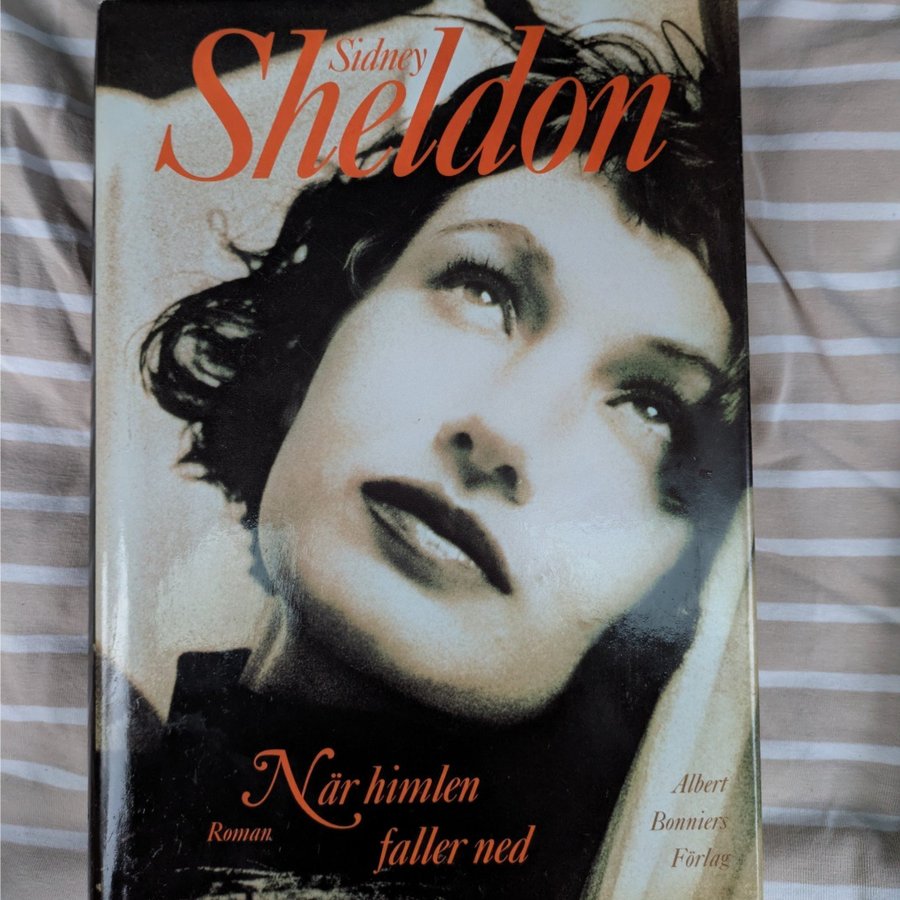 Sidney
Sheldon
När himlen
faller ned
Roman
Albert
Bonniers
Förlag